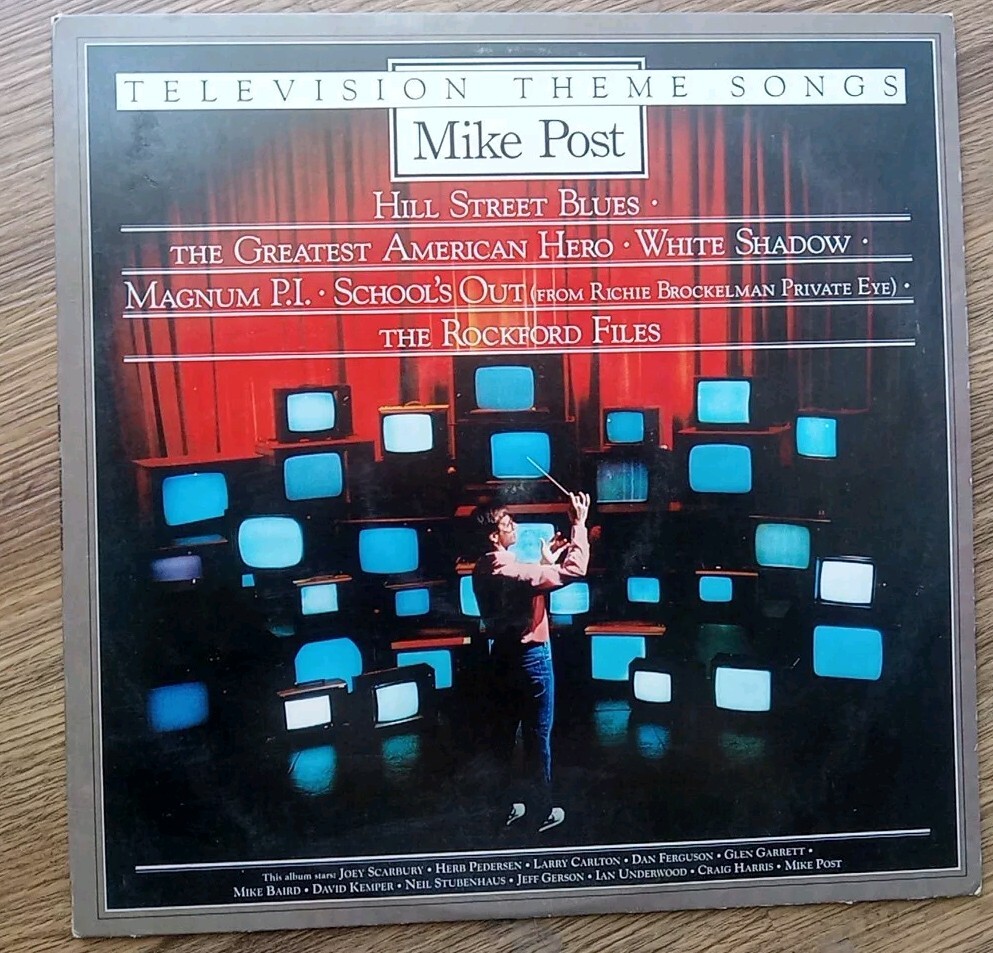 TELEVISION THEME SONGS
Mike Post
HILL STREET BLUES •
THE GREATEST AMERICAN HERO • WHITE SHADOW •
MAGNUM P.I. • SCHOOL'S OUT (FROM RICHIE BROCKELMAN PRIVATE EYE) •
THE ROCKFORD FILES
This album stars: JOEY SCARBURY • HERB PEDERSEN • LARRY CARLTON • DAN FERGUSON • GLEN GARRETT •
MIKE BAIRD • DAVID KEMPER • NEIL STUBENHAUS • JEFF GERSON • IAN UNDERWOOD • CRAIG HARRIS • MIKE POST